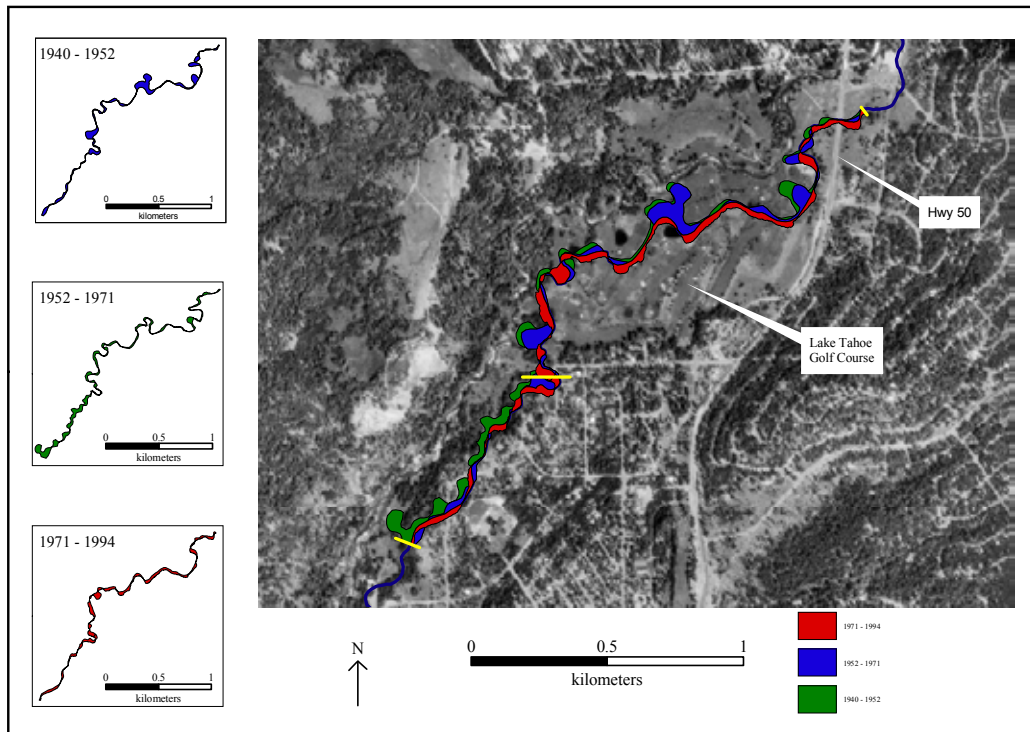 1940 - 1952
0 0.5 1
kilometers
1952 - 1971
0 0.5 1
kilometers
1971 - 1994
0 0.5 1
kilometers
Hwy 50
Lake Tahoe
Golf Course
N
0 0.5 1
kilometers
1971 - 1994
1952 - 1971
1940 - 1952